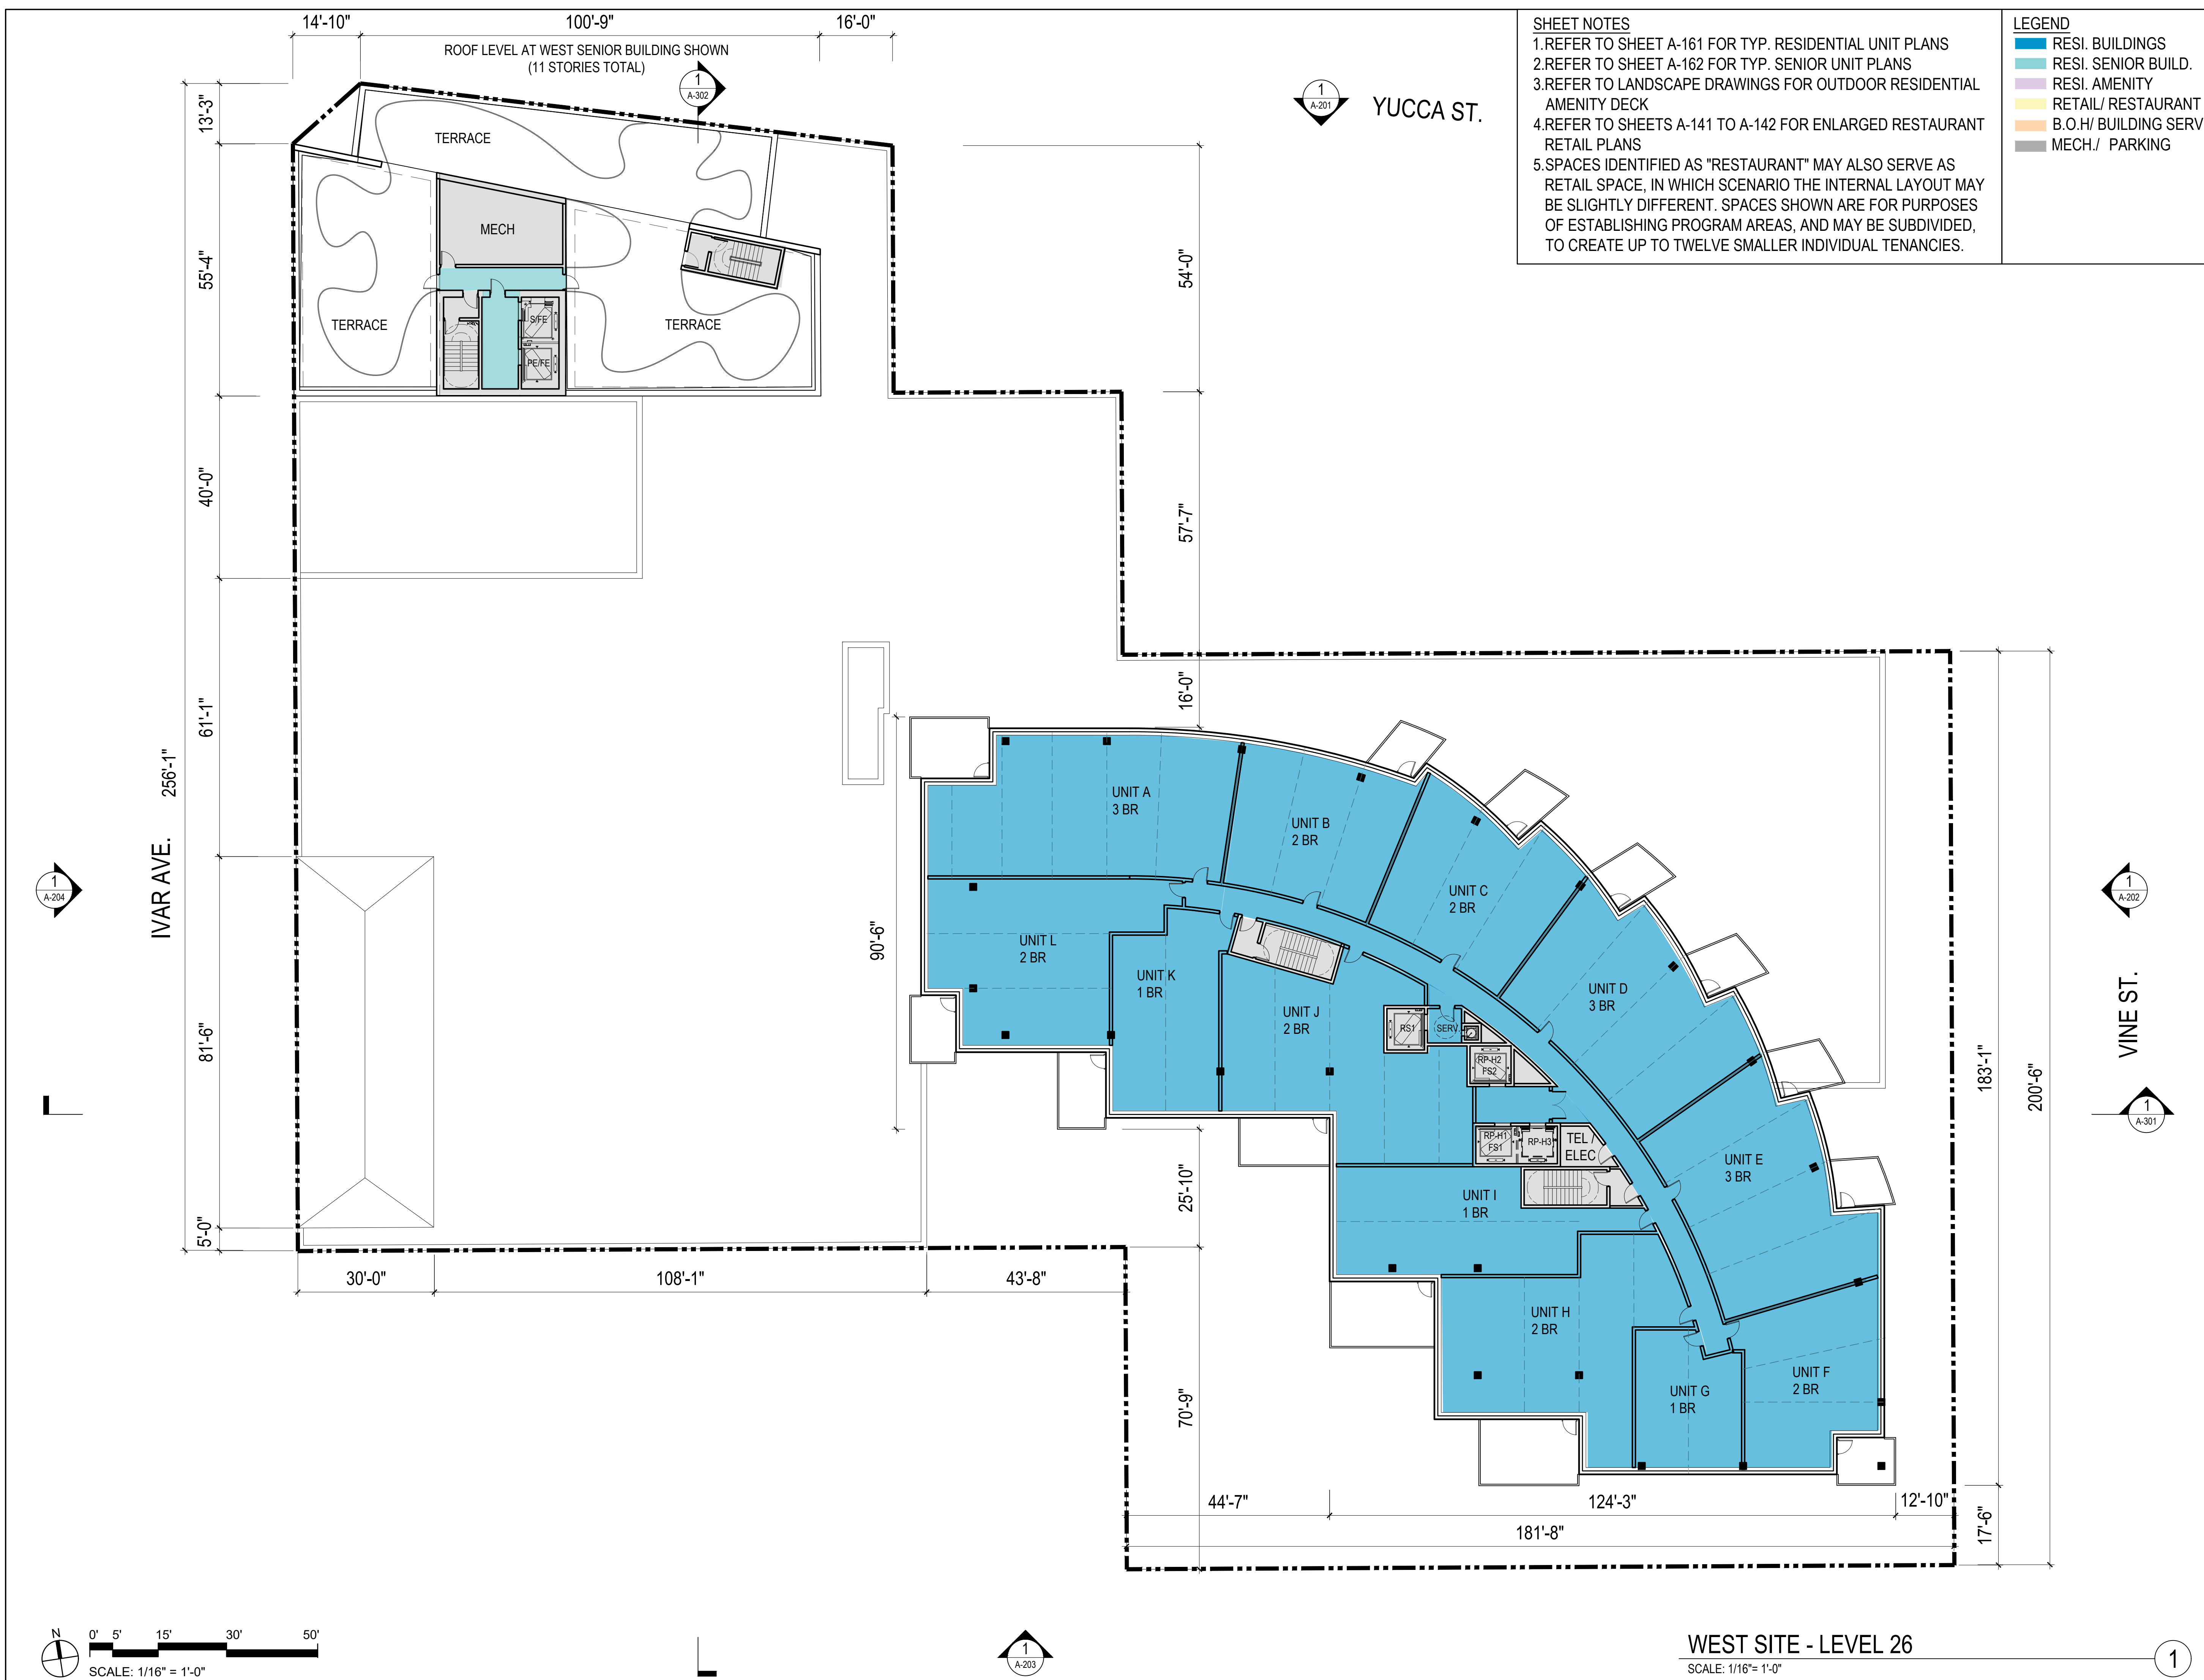 14'-10"
100'-9"
16'-0"
ROOF LEVEL AT WEST SENIOR BUILDING SHOWN
(11 STORIES TOTAL)
1
A-302
1
A-201
YUCCA ST.
SHEET NOTES
1.REFER TO SHEET A-161 FOR TYP. RESIDENTIAL UNIT PLANS
2.REFER TO SHEET A-162 FOR TYP. SENIOR UNIT PLANS
3.REFER TO LANDSCAPE DRAWINGS FOR OUTDOOR RESIDENTIAL
AMENITY DECK
4.REFER TO SHEETS A-141 TO A-142 FOR ENLARGED RESTAURANT
RETAIL PLANS
5.SPACES IDENTIFIED AS "RESTAURANT" MAY ALSO SERVE AS
RETAIL SPACE, IN WHICH SCENARIO THE INTERNAL LAYOUT MAY
BE SLIGHTLY DIFFERENT. SPACES SHOWN ARE FOR PURPOSES
OF ESTABLISHING PROGRAM AREAS, AND MAY BE SUBDIVIDED,
TO CREATE UP TO TWELVE SMALLER INDIVIDUAL TENANCIES.
LEGEND
RESI. BUILDINGS
RESI. SENIOR BUILD.
RESI. AMENITY
RETAIL/ RESTAURANT
B.O.H/ BUILDING SERV
MECH./ PARKING
13'-3"
55'-4"
40'-0"
61'-1"
256'-1"
81'-6"
5'-0"
IVAR AVE.
1
A-204
TERRACE
MECH
TERRACE
TERRACE
S/FE
PE/FE
54'-0"
57'-7"
16'-0"
90'-6"
25'-10"
70'-9"
UNIT A
3 BR
UNIT B
2 BR
UNIT C
2 BR
UNIT D
3 BR
UNIT E
3 BR
UNIT F
2 BR
UNIT G
1 BR
UNIT H
2 BR
UNIT I
1 BR
UNIT J
2 BR
UNIT K
1 BR
UNIT L
2 BR
RS1
SERV.
RP-H2
FS2
RP-H1
FS1
RP-H3
TEL /
ELEC
183'-1"
200'-6"
17'-6"
VINE ST.
1
A-202
1
A-301
30'-0"
108'-1"
43'-8"
44'-7"
124'-3"
12'-10"
181'-8"
N
0' 5' 15' 30' 50'
SCALE: 1/16" = 1'-0"
1
A-203
WEST SITE - LEVEL 26
SCALE: 1/16"= 1'-0"
1